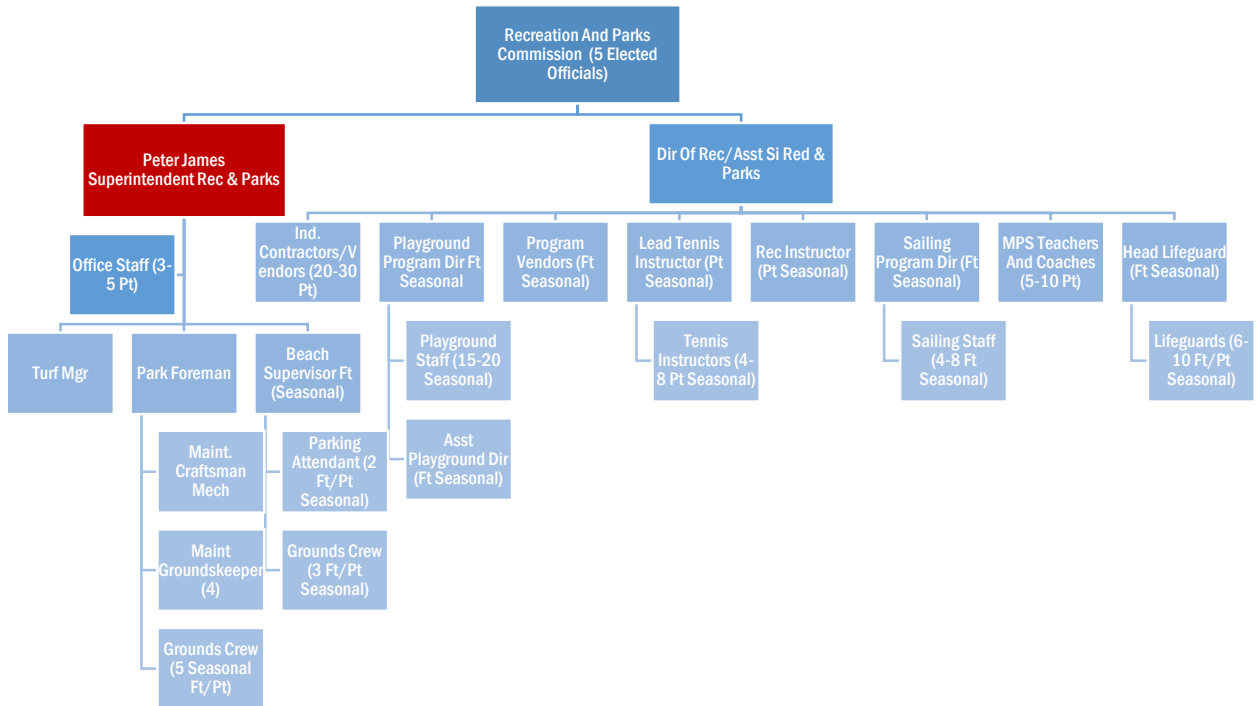 Recreation And Parks
Commission (5 Elected
Officials)
Peter James
Superintendent Rec & Parks
Dir Of Rec/Asst Si Red &
Parks
Office Staff (3-
5 Pt)
Ind.
Contractors/V
endors (20-30
Pt)
Playground
Program Dir Ft
Seasonal
Program
Vendors (Ft
Seasonal)
Lead Tennis
Instructor (Pt
Seasonal)
Rec Instructor
(Pt Seasonal)
Sailing
Program Dir (Ft
Seasonal)
MPS Teachers
And Coaches
(5-10 Pt)
Head Lifeguard
(Ft Seasonal)
Turf Mgr
Park Foreman
Beach
Supervisor Ft
(Seasonal)
Playground
Staff (15-20
Seasonal)
Tennis
Instructors (4-
8 Pt Seasonal)
Sailing Staff
(4-8 Ft
Seasonal)
Lifeguards (6-
10 Ft/Pt
Seasonal)
Maint.
Craftsman
Mech
Parking
Attendant (2
Ft/Pt
Seasonal)
Asst
Playground Dir
(Ft Seasonal)
Maint
Groundskeeper
(4)
Grounds Crew
(3 Ft/Pt
Seasonal)
Grounds Crew
(5 Seasonal
Ft/Pt)